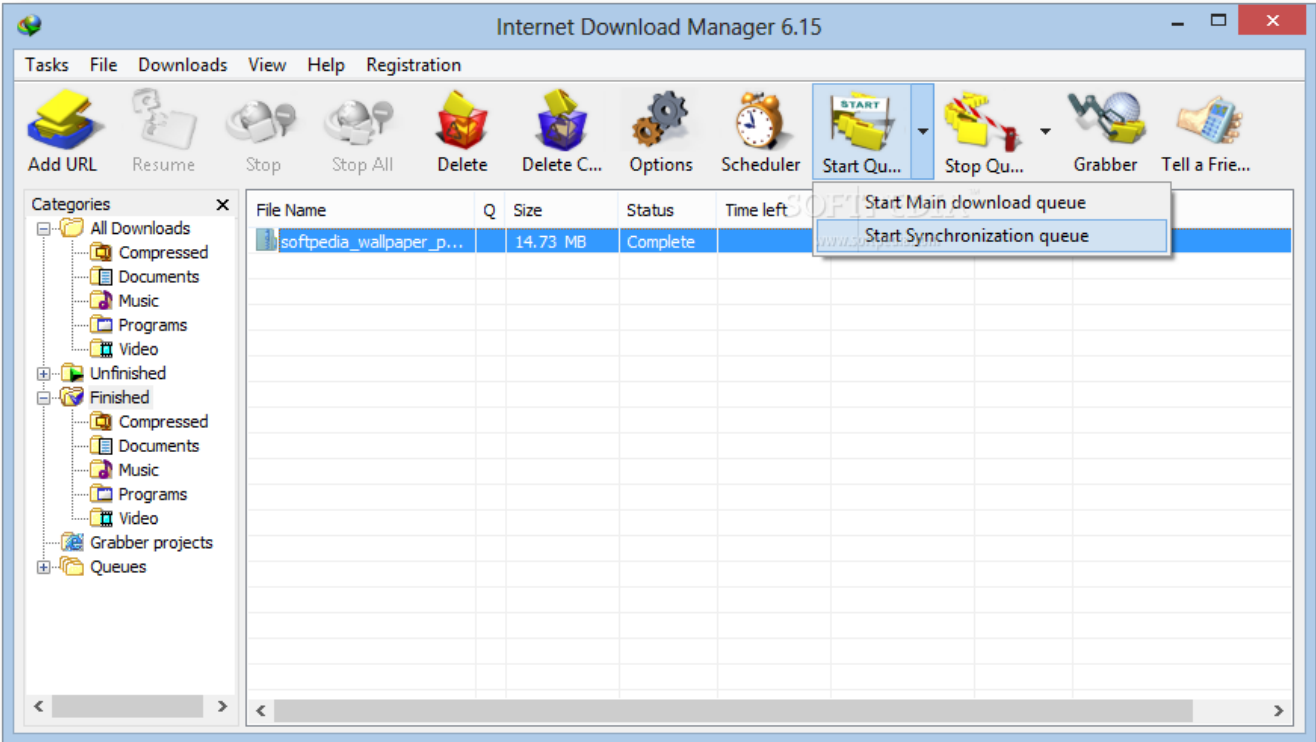 Internet Download Manager 6.15
Tasks File Downloads View Help Registration
START
Add URL Resume Stop Stop All Delete Delete C... Options Scheduler Start Qu... Stop Qu... Grabber Tell a Frie...
Start Main download queue
Start Synchronization queue
Categories
All Downloads
Compressed
Documents
Music
Programs
Video
Unfinished
Finished
Compressed
Documents
Music
Programs
Video
Grabber projects
Queues
File Name Q Size Status Time left
softpedia_wallpaper_p... 14.73 MB Complete